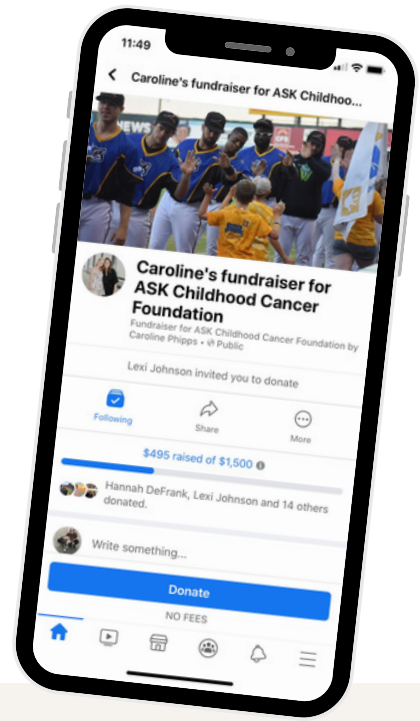 11:49
Caroline's fundraiser for ASK Childhoo...
NEWS
Caroline's fundraiser for
ASK Childhood Cancer
Foundation
Fundraiser for ASK Childhood Cancer Foundation by
Caroline Phipps • Public
Lexi Johnson invited you to donate
Following
Share
More
$495 raised of $1,500
Hannah DeFrank, Lexi Johnson and 14 others
donated.
Write something...
Donate
NO FEES